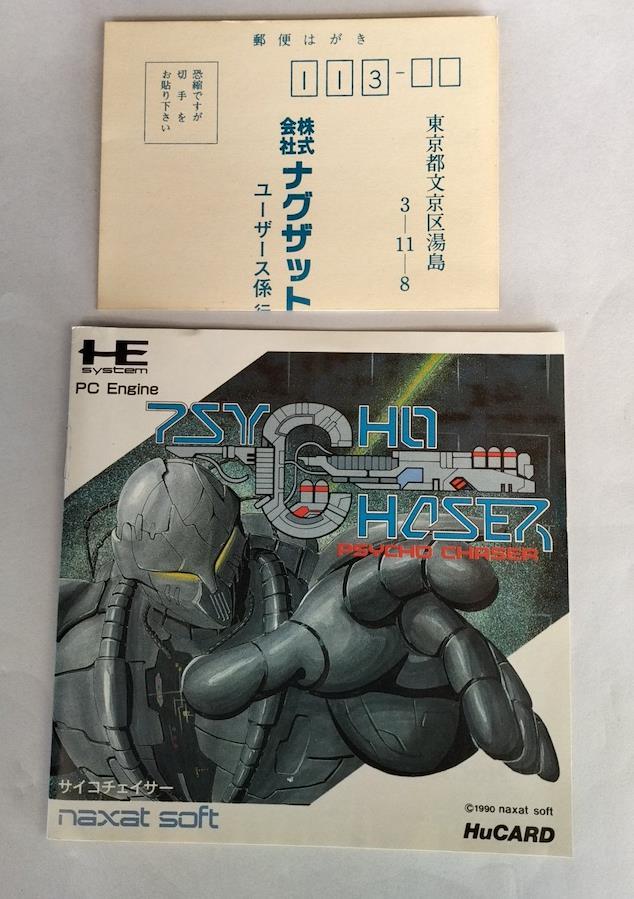 郵便はがき
113-
恐縮ですが
切手を
お貼り下さい
東京都文京区湯島
3—11—8
株式
会社
ナグザット
ユーザース係 行
HE
system
PC Engine
PSYCHO
CHASER
PSYCHO CHASER
サイコチェイサー
naxat soft
©1990 naxat soft
HuCARD